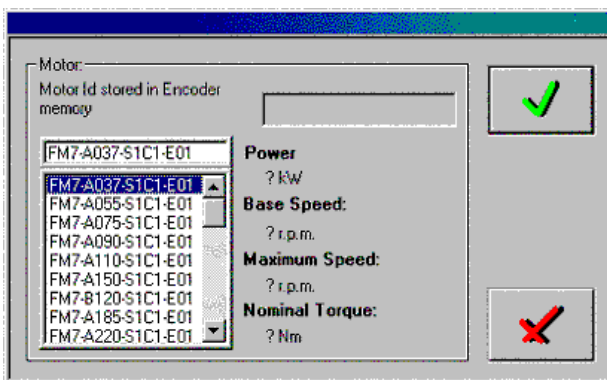 Motor:
Motor Id stored in Encoder
memory
FM7-A037-S1C1-E01
FM7-A037-S1C1-E01
FM7-A055-S1C1-E01
FM7-A075-S1C1-E01
FM7-A090-S1C1-E01
FM7-A110-S1C1-E01
FM7-A150-S1C1-E01
FM7-B120-S1C1-E01
FM7-A185-S1C1-E01
FM7-A220-S1C1-E01
Power
? kW
Base Speed:
? r.p.m.
Maximum Speed:
? r.p.m.
Nominal Torque:
? Nm